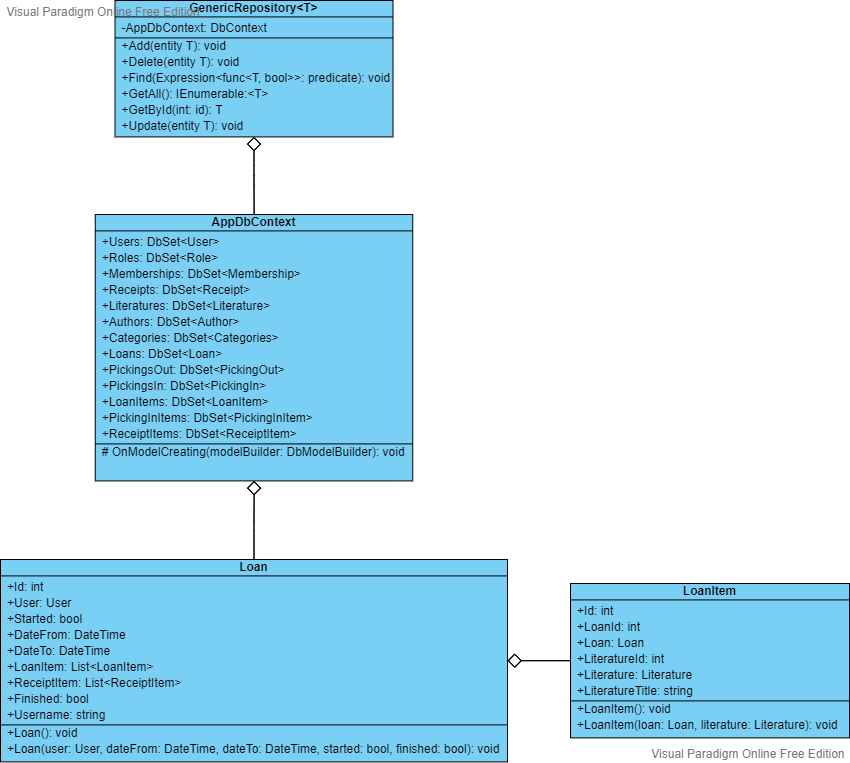 Visual Paradigm Online Free Edition
GenericRepository<T>
-AppDbContext: DbContext
+Add(entity T): void
+Delete(entity T): void
+Find(Expression<func<T, bool>>: predicate): void
+GetAll(): IEnumerable:<T>
+GetById(int: id): T
+Update(entity T): void
AppDbContext
+Users: DbSet<User>
+Roles: DbSet<Role>
+Memberships: DbSet<Membership>
+Receipts: DbSet<Receipt>
+Literatures: DbSet<Literature>
+Authors: DbSet<Author>
+Categories: DbSet<Categories>
+Loans: DbSet<Loan>
+PickingsOut: DbSet<PickingOut>
+PickingsIn: DbSet<PickingIn>
+LoanItems: DbSet<LoanItem>
+PickingInItems: DbSet<PickingInItem>
+ReceiptItems: DbSet<ReceiptItem>
# OnModelCreating(modelBuilder: DbModelBuilder): void
Loan
+Id: int
+User: User
+Started: bool
+DateFrom: DateTime
+DateTo: DateTime
+LoanItem: List<LoanItem>
+ReceiptItem: List<ReceiptItem>
+Finished: bool
+Username: string
+Loan(): void
+Loan(user: User, dateFrom: DateTime, dateTo: DateTime, started: bool, finished: bool): void
LoanItem
+Id: int
+LoanId: int
+Loan: Loan
+LiteratureId: int
+Literature: Literature
+LiteratureTitle: string
+LoanItem(): void
+LoanItem(loan: Loan, literature: Literature): void
Visual Paradigm Online Free Edition